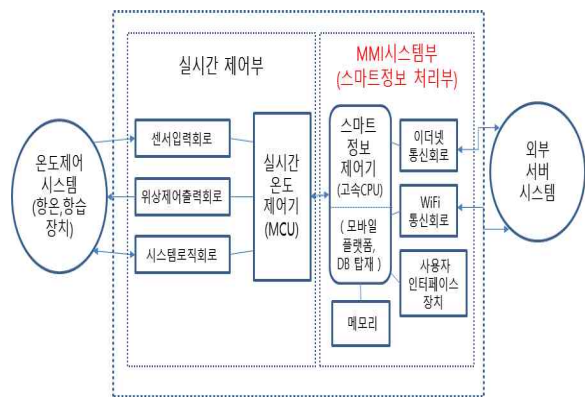 실시간 제어부
MMI시스템부
(스마트정보 처리부)
온도제어
시스템
(항온,항습
장치)
센서입력회로
위상제어출력회로
시스템로직회로
실시간
온도
제어기
(MCU)
스마트
정보
제어기
(고속CPU)
( 모바일
플랫폼,
DB 탑재 )
메모리
이더넷
통신회로
WiFi
통신회로
사용자
인터페이스
장치
외부
서버
시스템